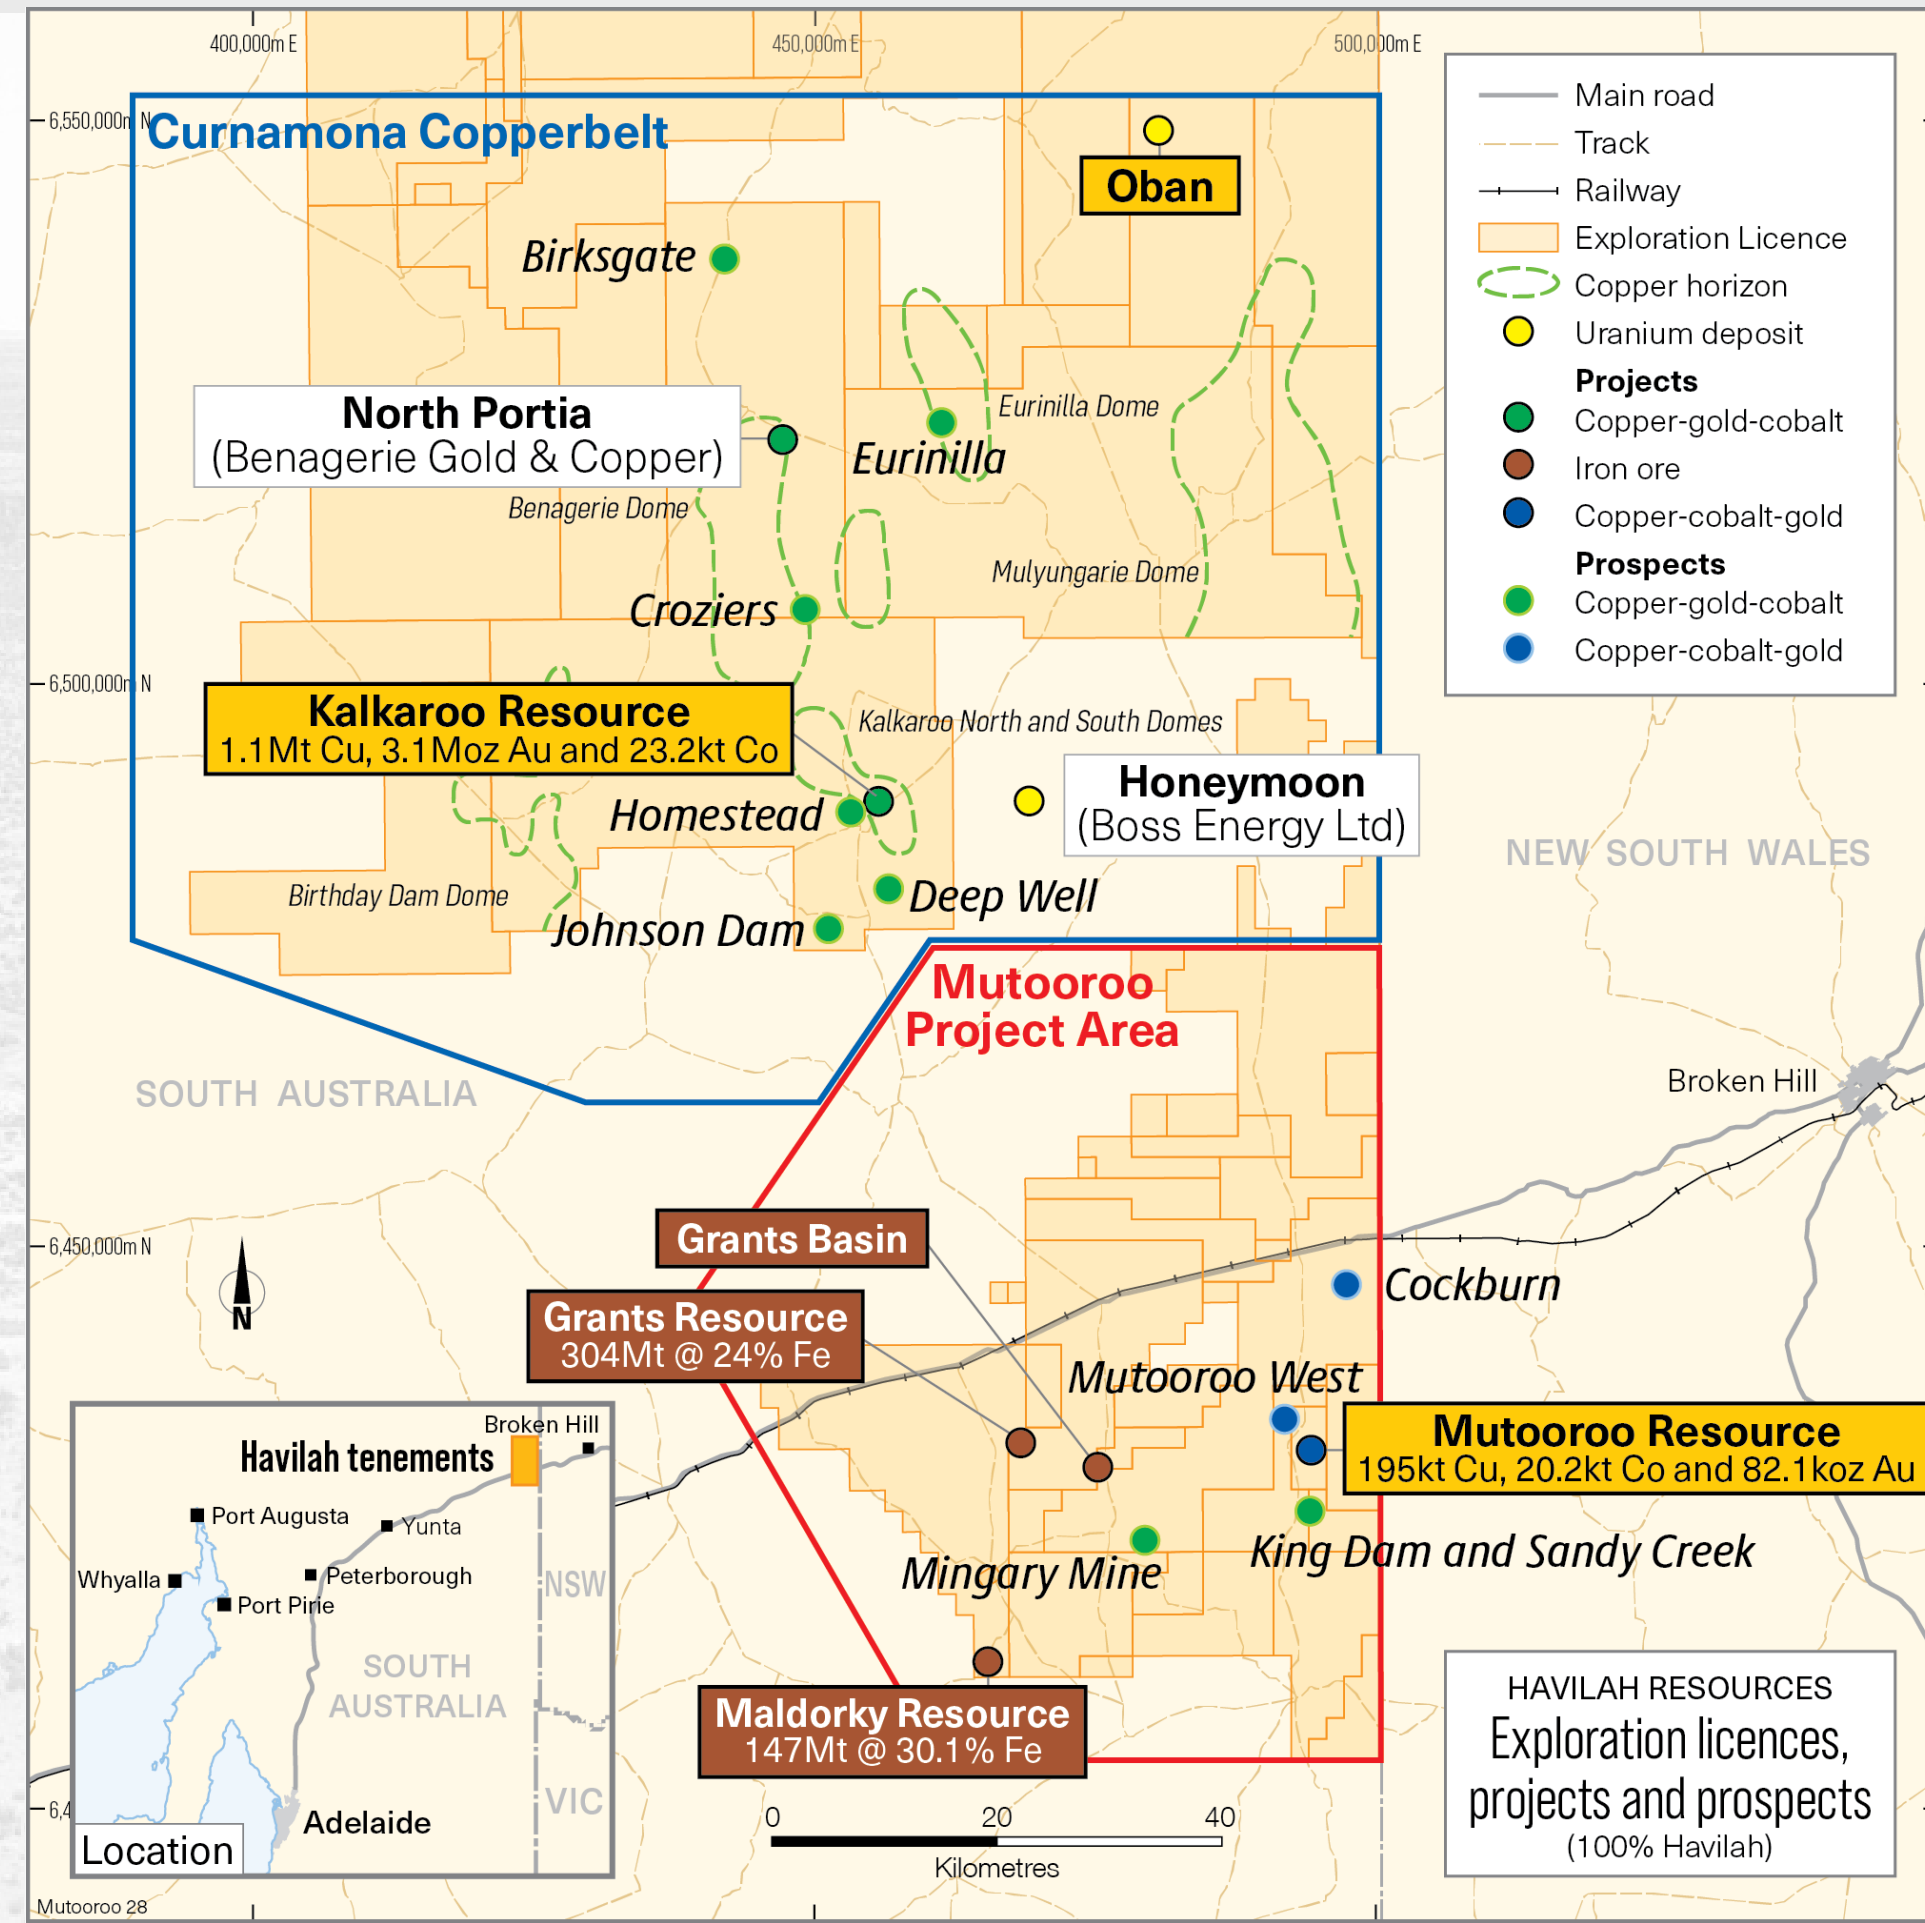 400,000m E
450,000m E
500,000m E
6,550,000m N
Curnamona Copperbelt
Oban
Birksgate
North Portia
(Benagerie Gold & Copper)
Eurinilla Dome
Eurinilla
Benagerie Dome
Mulyungarie Dome
Croziers
6,500,000m N
Kalkaroo Resource
1.1Mt Cu, 3.1Moz Au and 23.2kt Co
Kalkaroo North and South Domes
Homestead
Honeymoon
(Boss Energy Ltd)
Birthday Dam Dome
Deep Well
Johnson Dam
Main road
Track
Railway
Exploration Licence
Copper horizon
Uranium deposit
Projects
Copper-gold-cobalt
Iron ore
Copper-cobalt-gold
Prospects
Copper-gold-cobalt
Copper-cobalt-gold
NEW SOUTH WALES
Mutooroo
Project Area
SOUTH AUSTRALIA
Broken Hill
6,450,000m N
N
Grants Basin
Grants Resource
304Mt @ 24% Fe
Cockburn
Mutooroo West
Mutooroo Resource
195kt Cu, 20.2kt Co and 82.1koz Au
King Dam and Sandy Creek
Mingary Mine
Maldorky Resource
147Mt @ 30.1% Fe
Broken Hill
Havilah tenements
Port Augusta
Yunta
Whyalla
Peterborough
Port Pirie
NSW
SOUTH
AUSTRALIA
VIC
Adelaide
Location
6,4
0 20 40
Kilometres
HAVILAH RESOURCES
Exploration licences,
projects and prospects
(100% Havilah)
Mutooroo 28